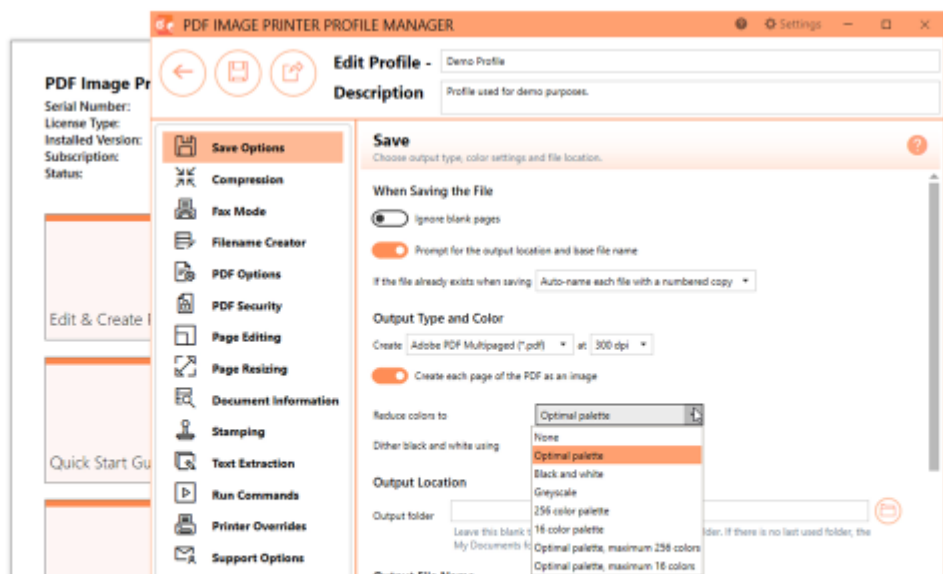 PDF IMAGE PRINTER PROFILE MANAGER
Settings
PDF Image Pr
Serial Number:
License Type:
Installed Version:
Subscription:
Status:
Edit & Create
Quick Start Gu
Edit Profile - Demo Profile
Description Profile used for demo purposes.
Save Options
Compression
Fax Mode
Filename Creator
PDF Options
PDF Security
Page Editing
Page Resizing
Document Information
Stamping
Text Extraction
Run Commands
Printer Overrides
Support Options
Save
Choose output type, color settings and file location.
When Saving the File
Ignore blank pages
Prompt for the output location and base file name
If the file already exists when saving Auto-name each file with a numbered copy
Output Type and Color
Create Adobe PDF Multipaged (*.pdf) at 300 dpi
Create each page of the PDF as an image
Reduce colors to Optimal palette
None
Optimal palette
Black and white
Greyscale
256 color palette
16 color palette
Optimal palette, maximum 256 colors
Optimal palette, maximum 16 colors
Dither black and white using
Output Location
Output folder
Leave this blank
lder. If there is no last used folder, the
My Documents